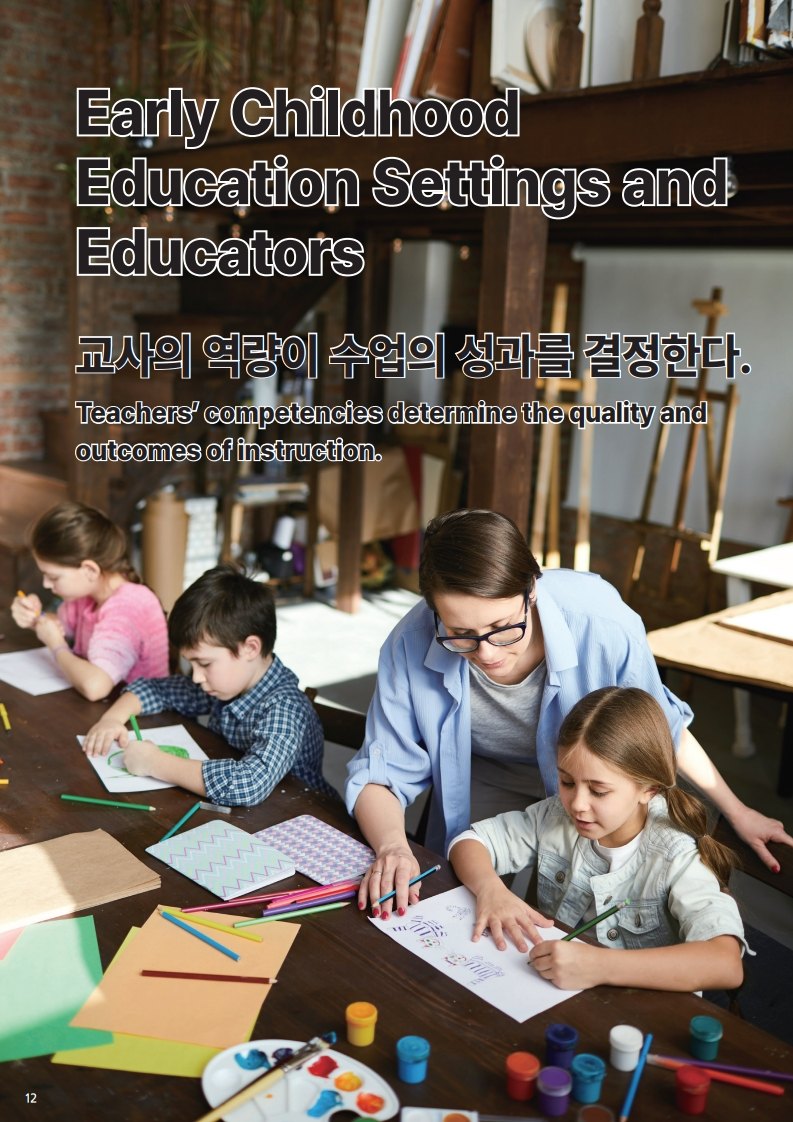 Early Childhood
Education Settings and
Educators
교사의 역량이 수업의 성과를 결정한다.
Teachers’ competencies determine the quality and
outcomes of instruction.
12